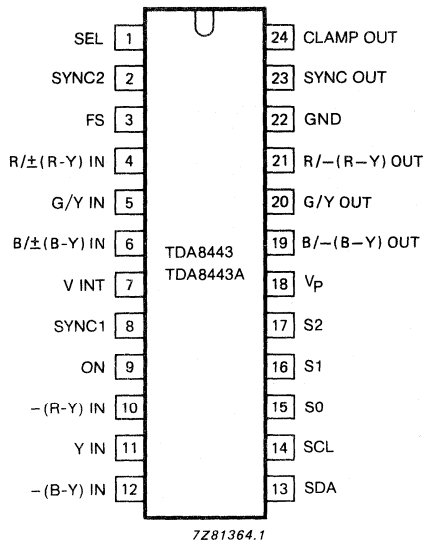 SEL 1 24 CLAMP OUT
SYNC2 2 23 SYNC OUT
FS 3 22 GND
R/±(R-Y) IN 4 21 R/−(R−Y) OUT
G/Y IN 5 20 G/Y OUT
B/±(B-Y) IN 6 19 B/−(B−Y) OUT
TDA8443
TDA8443A
V INT 7 18 VP
SYNC1 8 17 S2
ON 9 16 S1
−(R-Y) IN 10 15 S0
Y IN 11 14 SCL
−(B-Y) IN 12 13 SDA
7Z81364.1